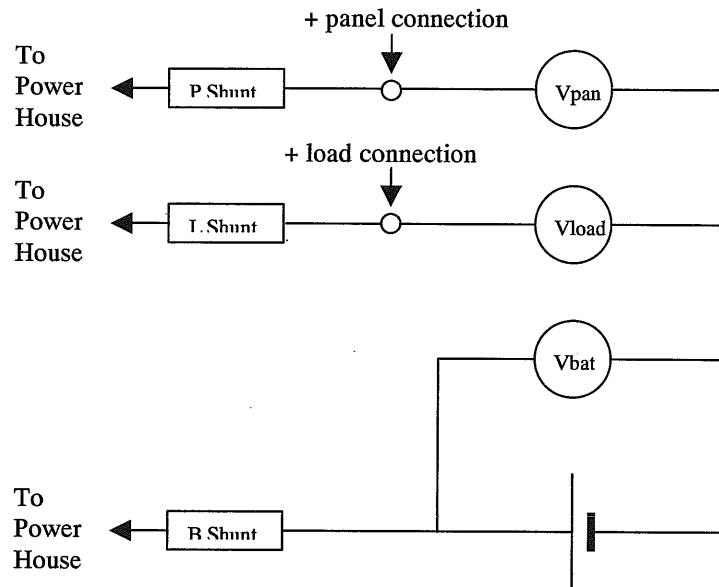 + panel connection
To
Power
House
P Shunt
Vpan
+ load connection
To
Power
House
L Shunt
Vload
Vbat
To
Power
House
B Shunt